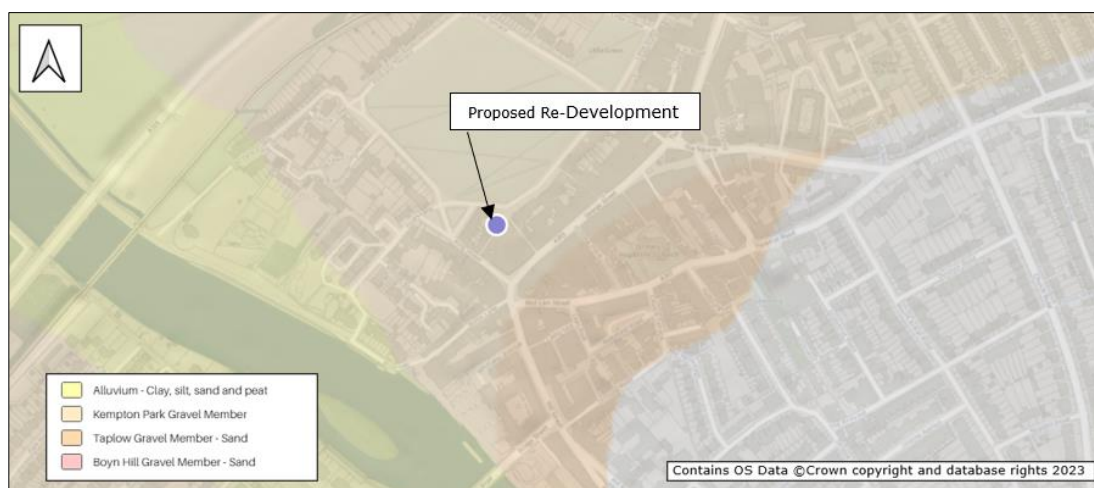 Proposed Re-Development
Alluvium - Clay, silt, sand and peat
Kempton Park Gravel Member
Taplow Gravel Member - Sand
Boyn Hill Gravel Member - Sand
Contains OS Data ©Crown copyright and database rights 2023